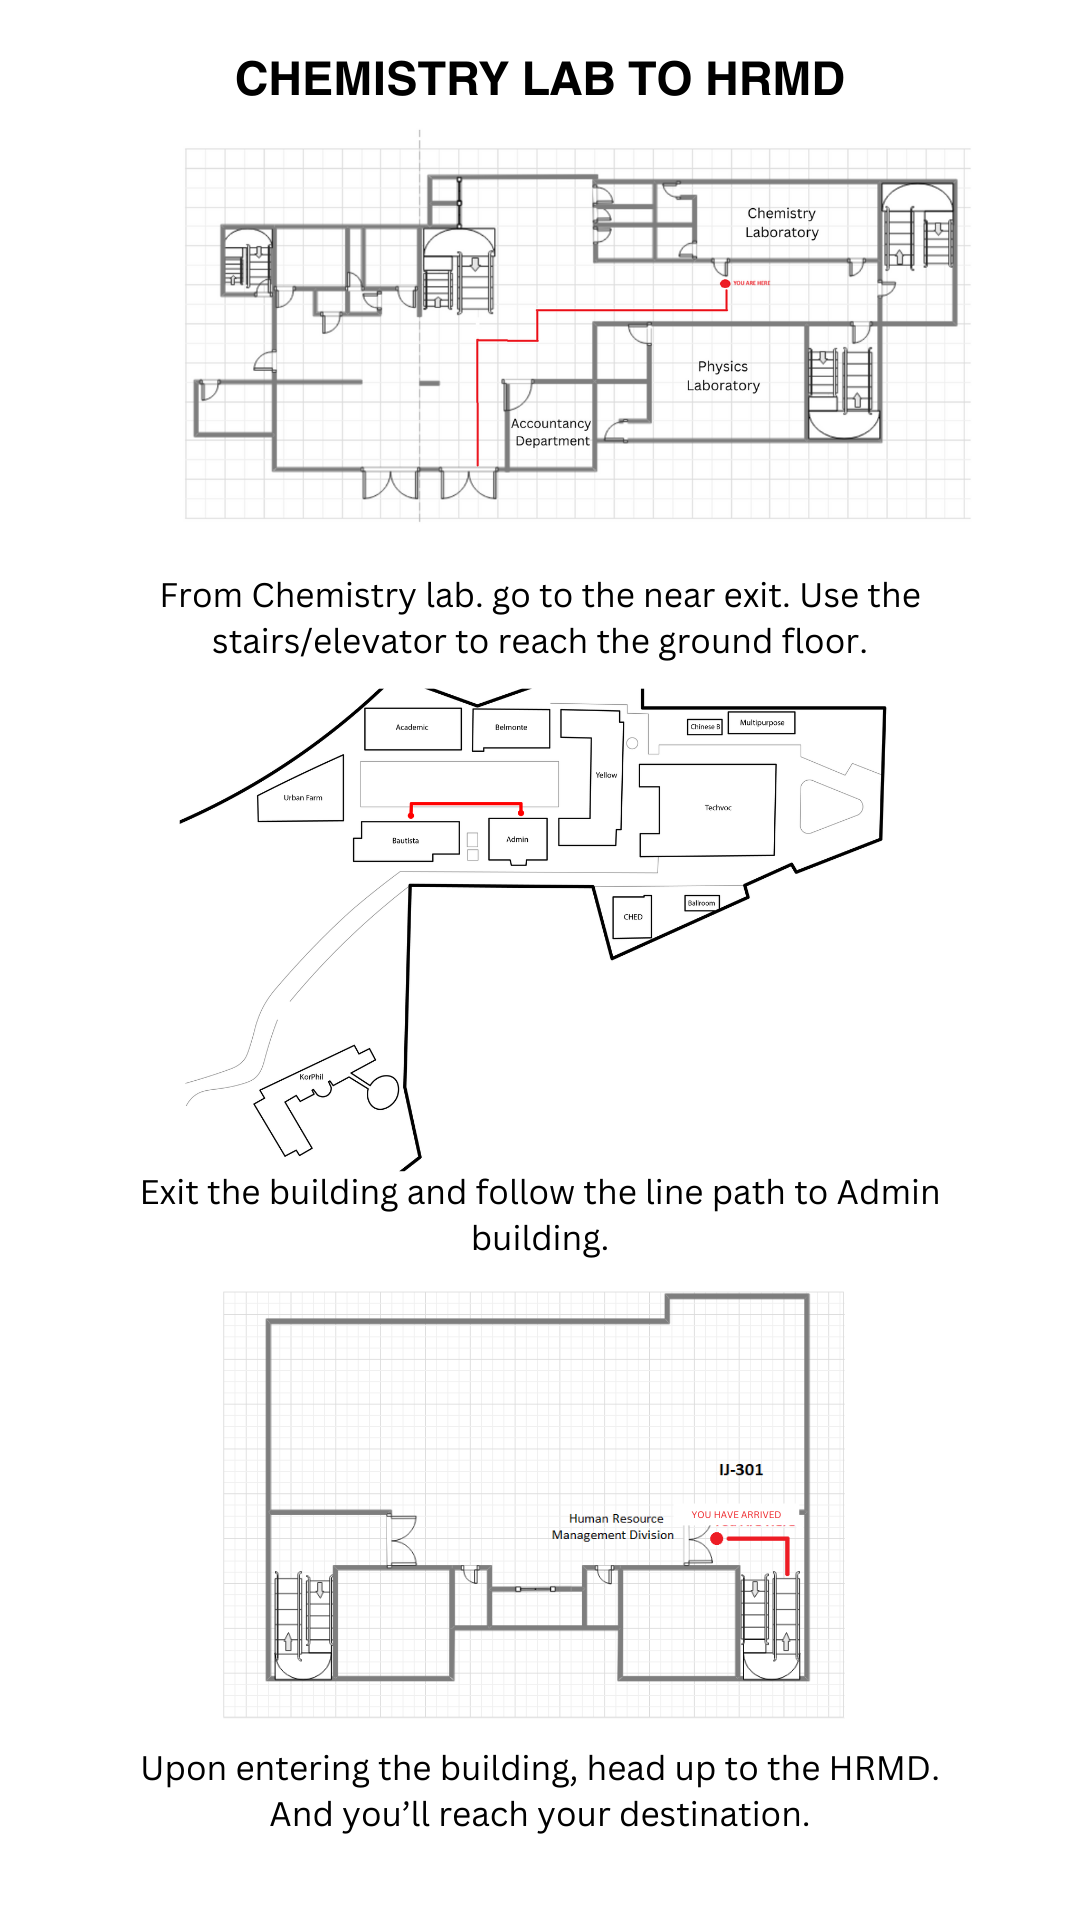 CHEMISTRY LAB TO HRMD
Chemistry
Laboratory
YOU ARE HERE
Physics
Laboratory
Accountancy
Department
From Chemistry lab. go to the near exit. Use the
stairs/elevator to reach the ground floor.
Academic
Belmonte
Chinese B
Multipurpose
Yellow
Urban Farm
Techvoc
Bautista
Admin
CHED
Ballroom
KorPhil
Exit the building and follow the line path to Admin
building.
IJ-301
YOU HAVE ARRIVED
Human Resource
Management Division
Upon entering the building, head up to the HRMD.
And you’ll reach your destination.